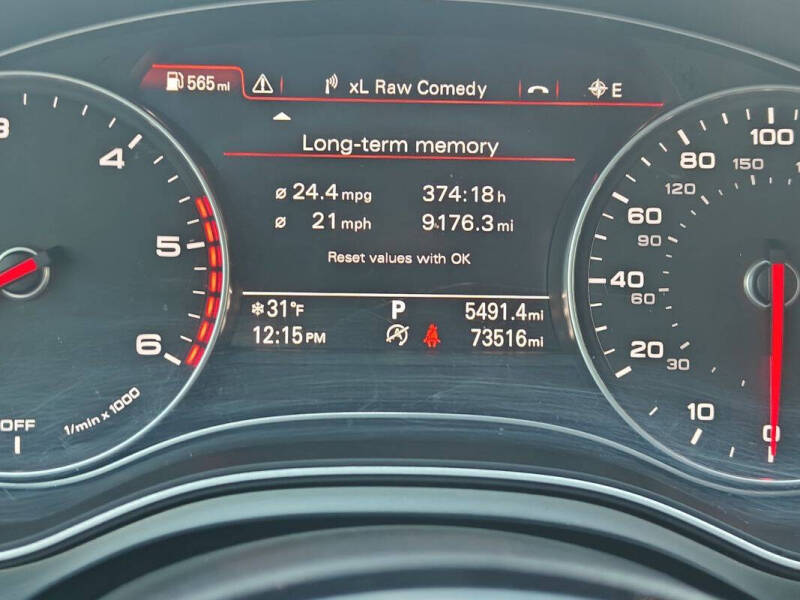 565 mi xL Raw Comedy E
Long-term memory
ø 24.4 mpg 374:18 h
ø 21 mph 9176.3 mi
Reset values with OK
❄31°F P 5491.4 mi
12:15 PM 73516 mi
3
4
5
6
1/min x 1000
OFF
100
80
60
40
20
10
0
150
120
90
60
30